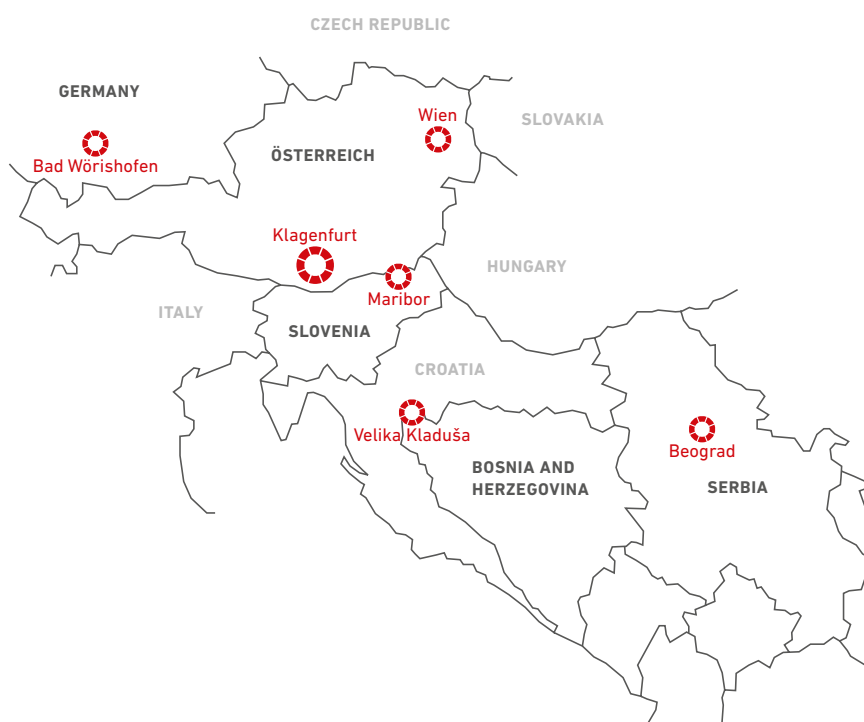 CZECH REPUBLIC
GERMANY
Wien
SLOVAKIA
Bad Wörishofen
ÖSTERREICH
Klagenfurt
HUNGARY
Maribor
ITALY
SLOVENIA
CROATIA
Velika Kladuša
Beograd
BOSNIA AND
HERZEGOVINA
SERBIA